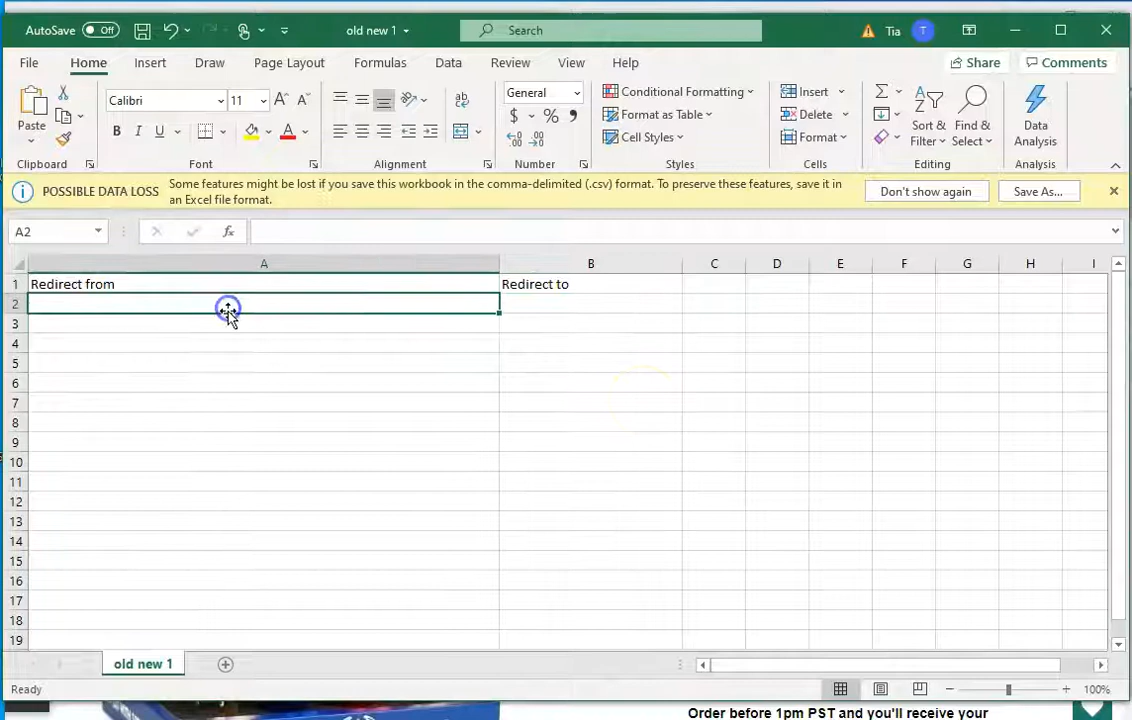 AutoSave Off old new 1 Search Tia T
File Home Insert Draw Page Layout Formulas Data Review View Help Share Comments
Paste
Clipboard
Calibri 11
B I U
Font
ab
Alignment
General
$ % ,
Number
Conditional Formatting
Format as Table
Cell Styles
Styles
Insert
Delete
Format
Cells
Sort & Filter
Find & Select
Editing
Data Analysis
Analysis
POSSIBLE DATA LOSS Some features might be lost if you save this workbook in the comma-delimited (.csv) format. To preserve these features, save it in
an Excel file format.
Don't show again Save As...
A2 fx
A B C D E F G H I
1 Redirect from Redirect to
2
3
4
5
6
7
8
9
10
11
12
13
14
15
16
17
18
19
old new 1
Ready 100%
Order before 1pm PST and you'll receive your